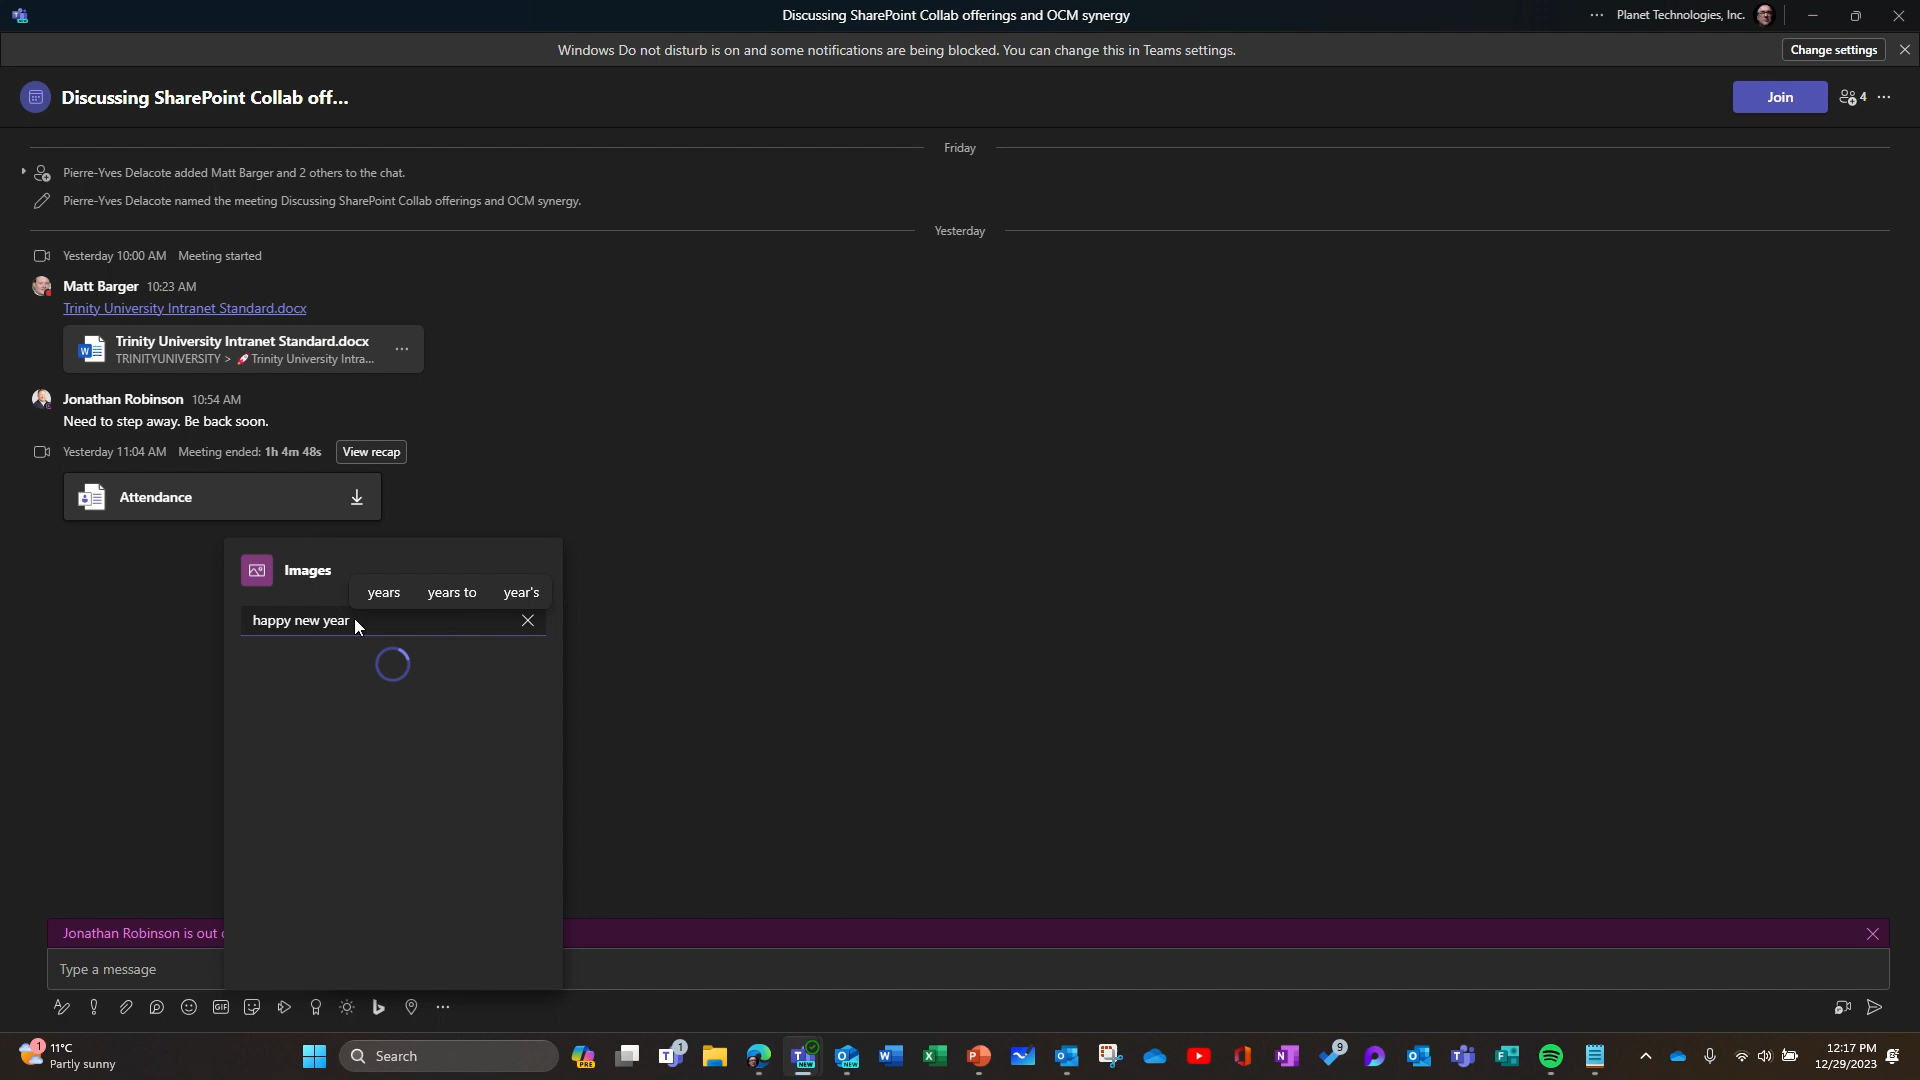 Discussing SharePoint Collab offerings and OCM synergy
Planet Technologies, Inc.
Windows Do not disturb is on and some notifications are being blocked. You can change this in Teams settings.
Change settings
Discussing SharePoint Collab off...
Join
4
Friday
Pierre-Yves Delacote added Matt Barger and 2 others to the chat.
Pierre-Yves Delacote named the meeting Discussing SharePoint Collab offerings and OCM synergy.
Yesterday
Yesterday 10:00 AM Meeting started
Matt Barger 10:23 AM
Trinity University Intranet Standard.docx
Trinity University Intranet Standard.docx
TRINITYUNIVERSITY > 🚀Trinity University Intra...
Jonathan Robinson 10:54 AM
Need to step away. Be back soon.
Yesterday 11:04 AM Meeting ended: 1h 4m 48s View recap
Attendance
Images
years years to year's
happy new year
Jonathan Robinson is out
Type a message
GIF
1
11°C
Partly sunny
Search
PRE
1
NEW
NEW
9
12:17 PM
12/29/2023